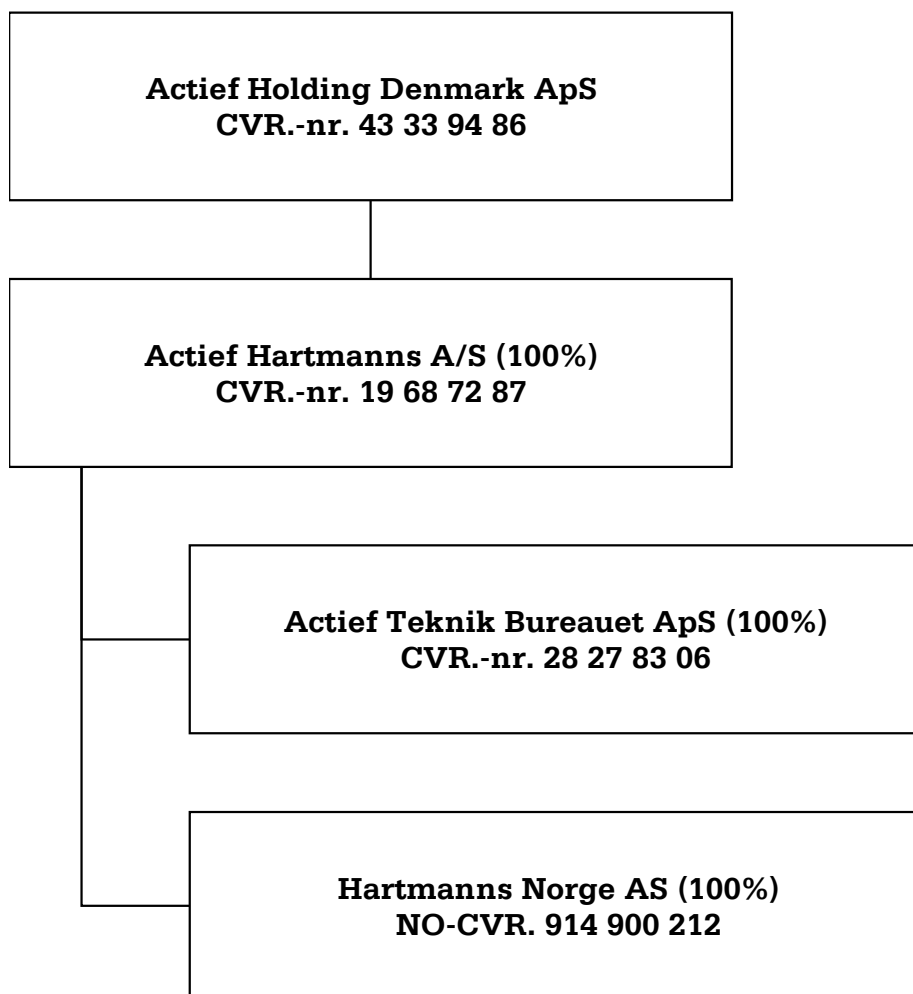 Actief Holding Denmark ApS
CVR.-nr. 43 33 94 86
Actief Hartmanns A/S (100%)
CVR.-nr. 19 68 72 87
Actief Teknik Bureauet ApS (100%)
CVR.-nr. 28 27 83 06
Hartmanns Norge AS (100%)
NO-CVR. 914 900 212